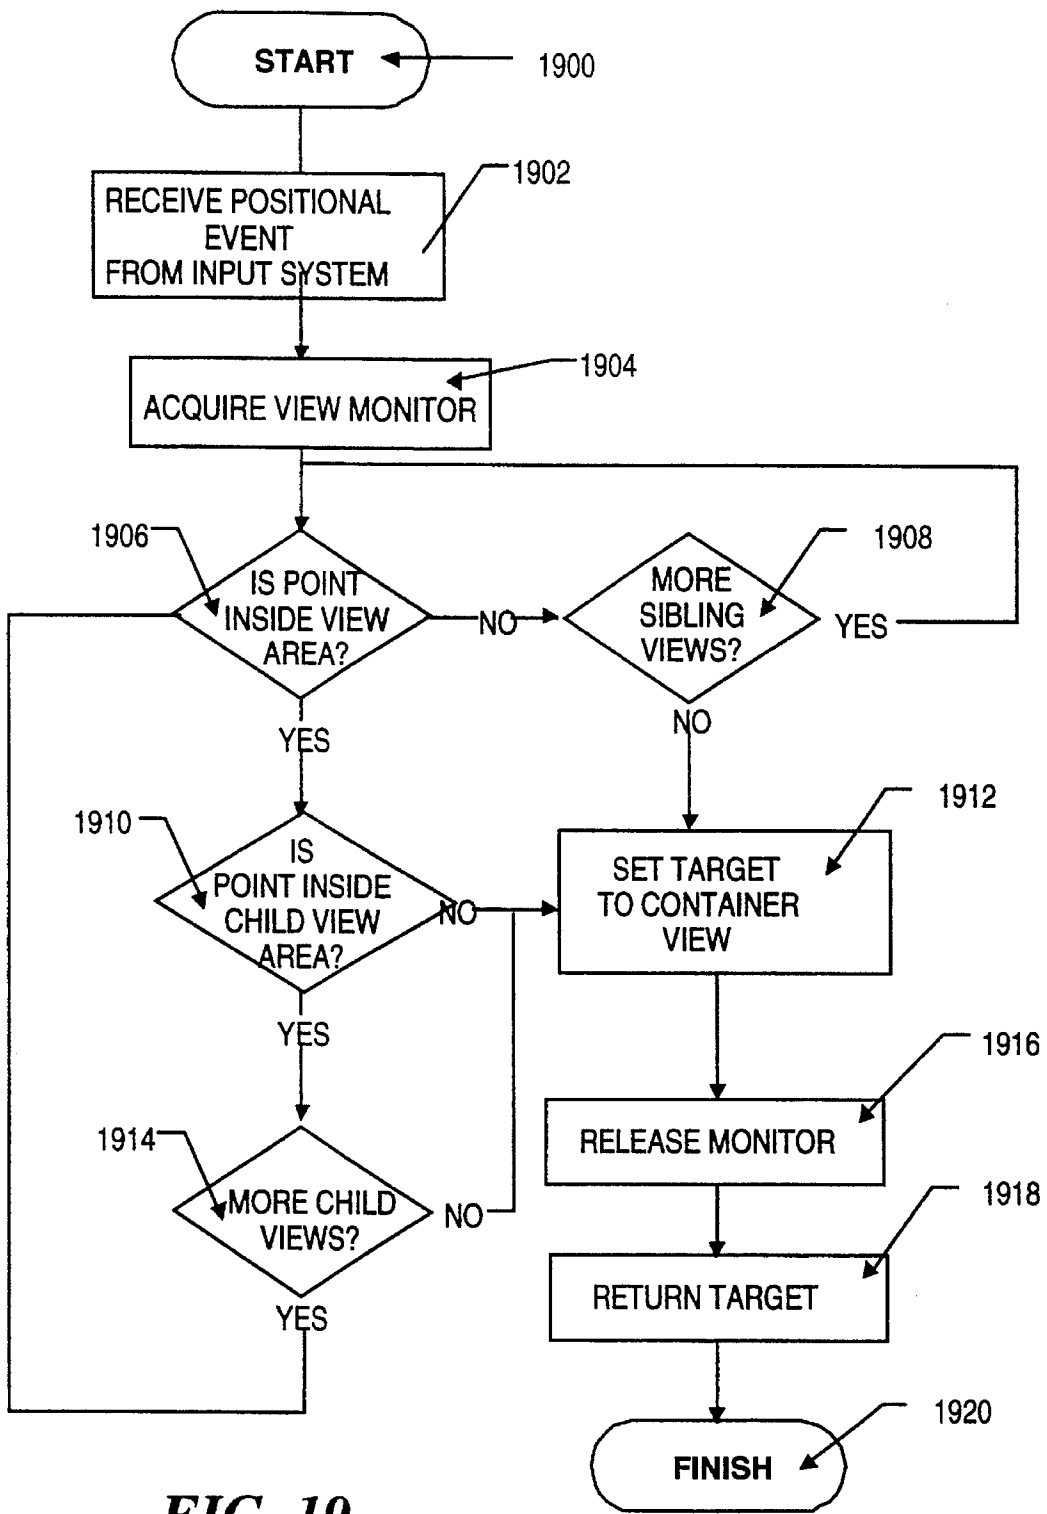 START
1900
1902
RECEIVE POSITIONAL
EVENT
FROM INPUT SYSTEM
1904
ACQUIRE VIEW MONITOR
1906
IS POINT
INSIDE VIEW
AREA?
NO
1908
MORE
SIBLING
VIEWS?
YES
YES
NO
1910
IS
POINT INSIDE
CHILD VIEW
AREA?
NO
1912
SET TARGET
TO CONTAINER
VIEW
YES
1916
RELEASE MONITOR
1914
MORE CHILD
VIEWS?
NO
1918
RETURN TARGET
YES
1920
FINISH
FIG. 19